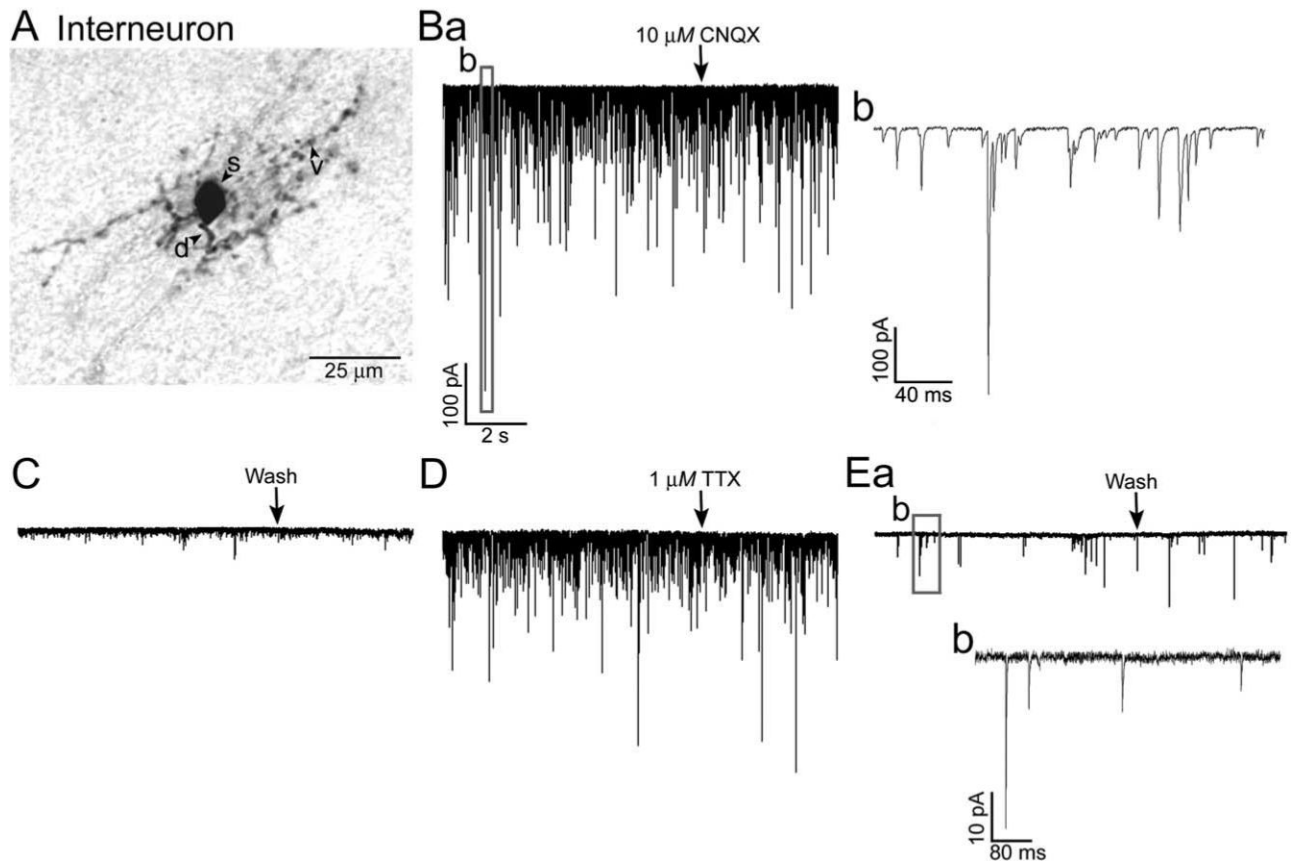 A Interneuron
s
v
d
25 μm
Ba
b
10 μM CNQX
100 pA
2 s
b
100 pA
40 ms
C
Wash
D
1 μM TTX
Ea
b
Wash
b
10 pA
80 ms